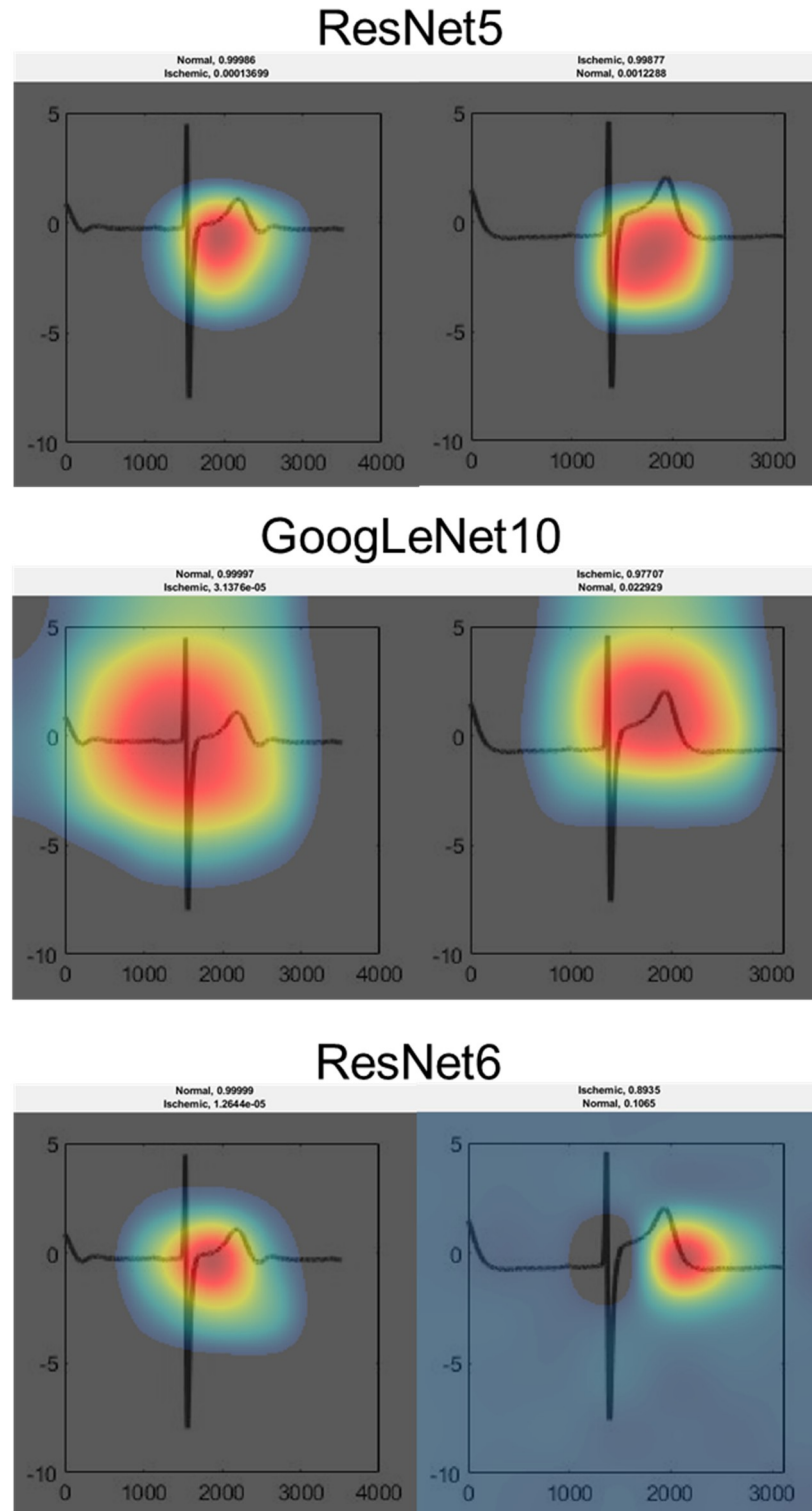 ResNet5
Normal, 0.99986
Ischemic, 0.00013699
Ischemic, 0.99877
Normal, 0.0012288
5
0
-5
-10
0 1000 2000 3000 4000
5
0
-5
-10
0 1000 2000 3000
GoogLeNet10
Normal, 0.99997
Ischemic, 3.1376e-05
Ischemic, 0.97707
Normal, 0.022929
5
0
-5
-10
0 1000 2000 3000 4000
5
0
-5
-10
0 1000 2000 3000
ResNet6
Normal, 0.99999
Ischemic, 1.2644e-05
Ischemic, 0.8935
Normal, 0.1065
5
0
-5
-10
0 1000 2000 3000 4000
5
0
-5
-10
0 1000 2000 3000